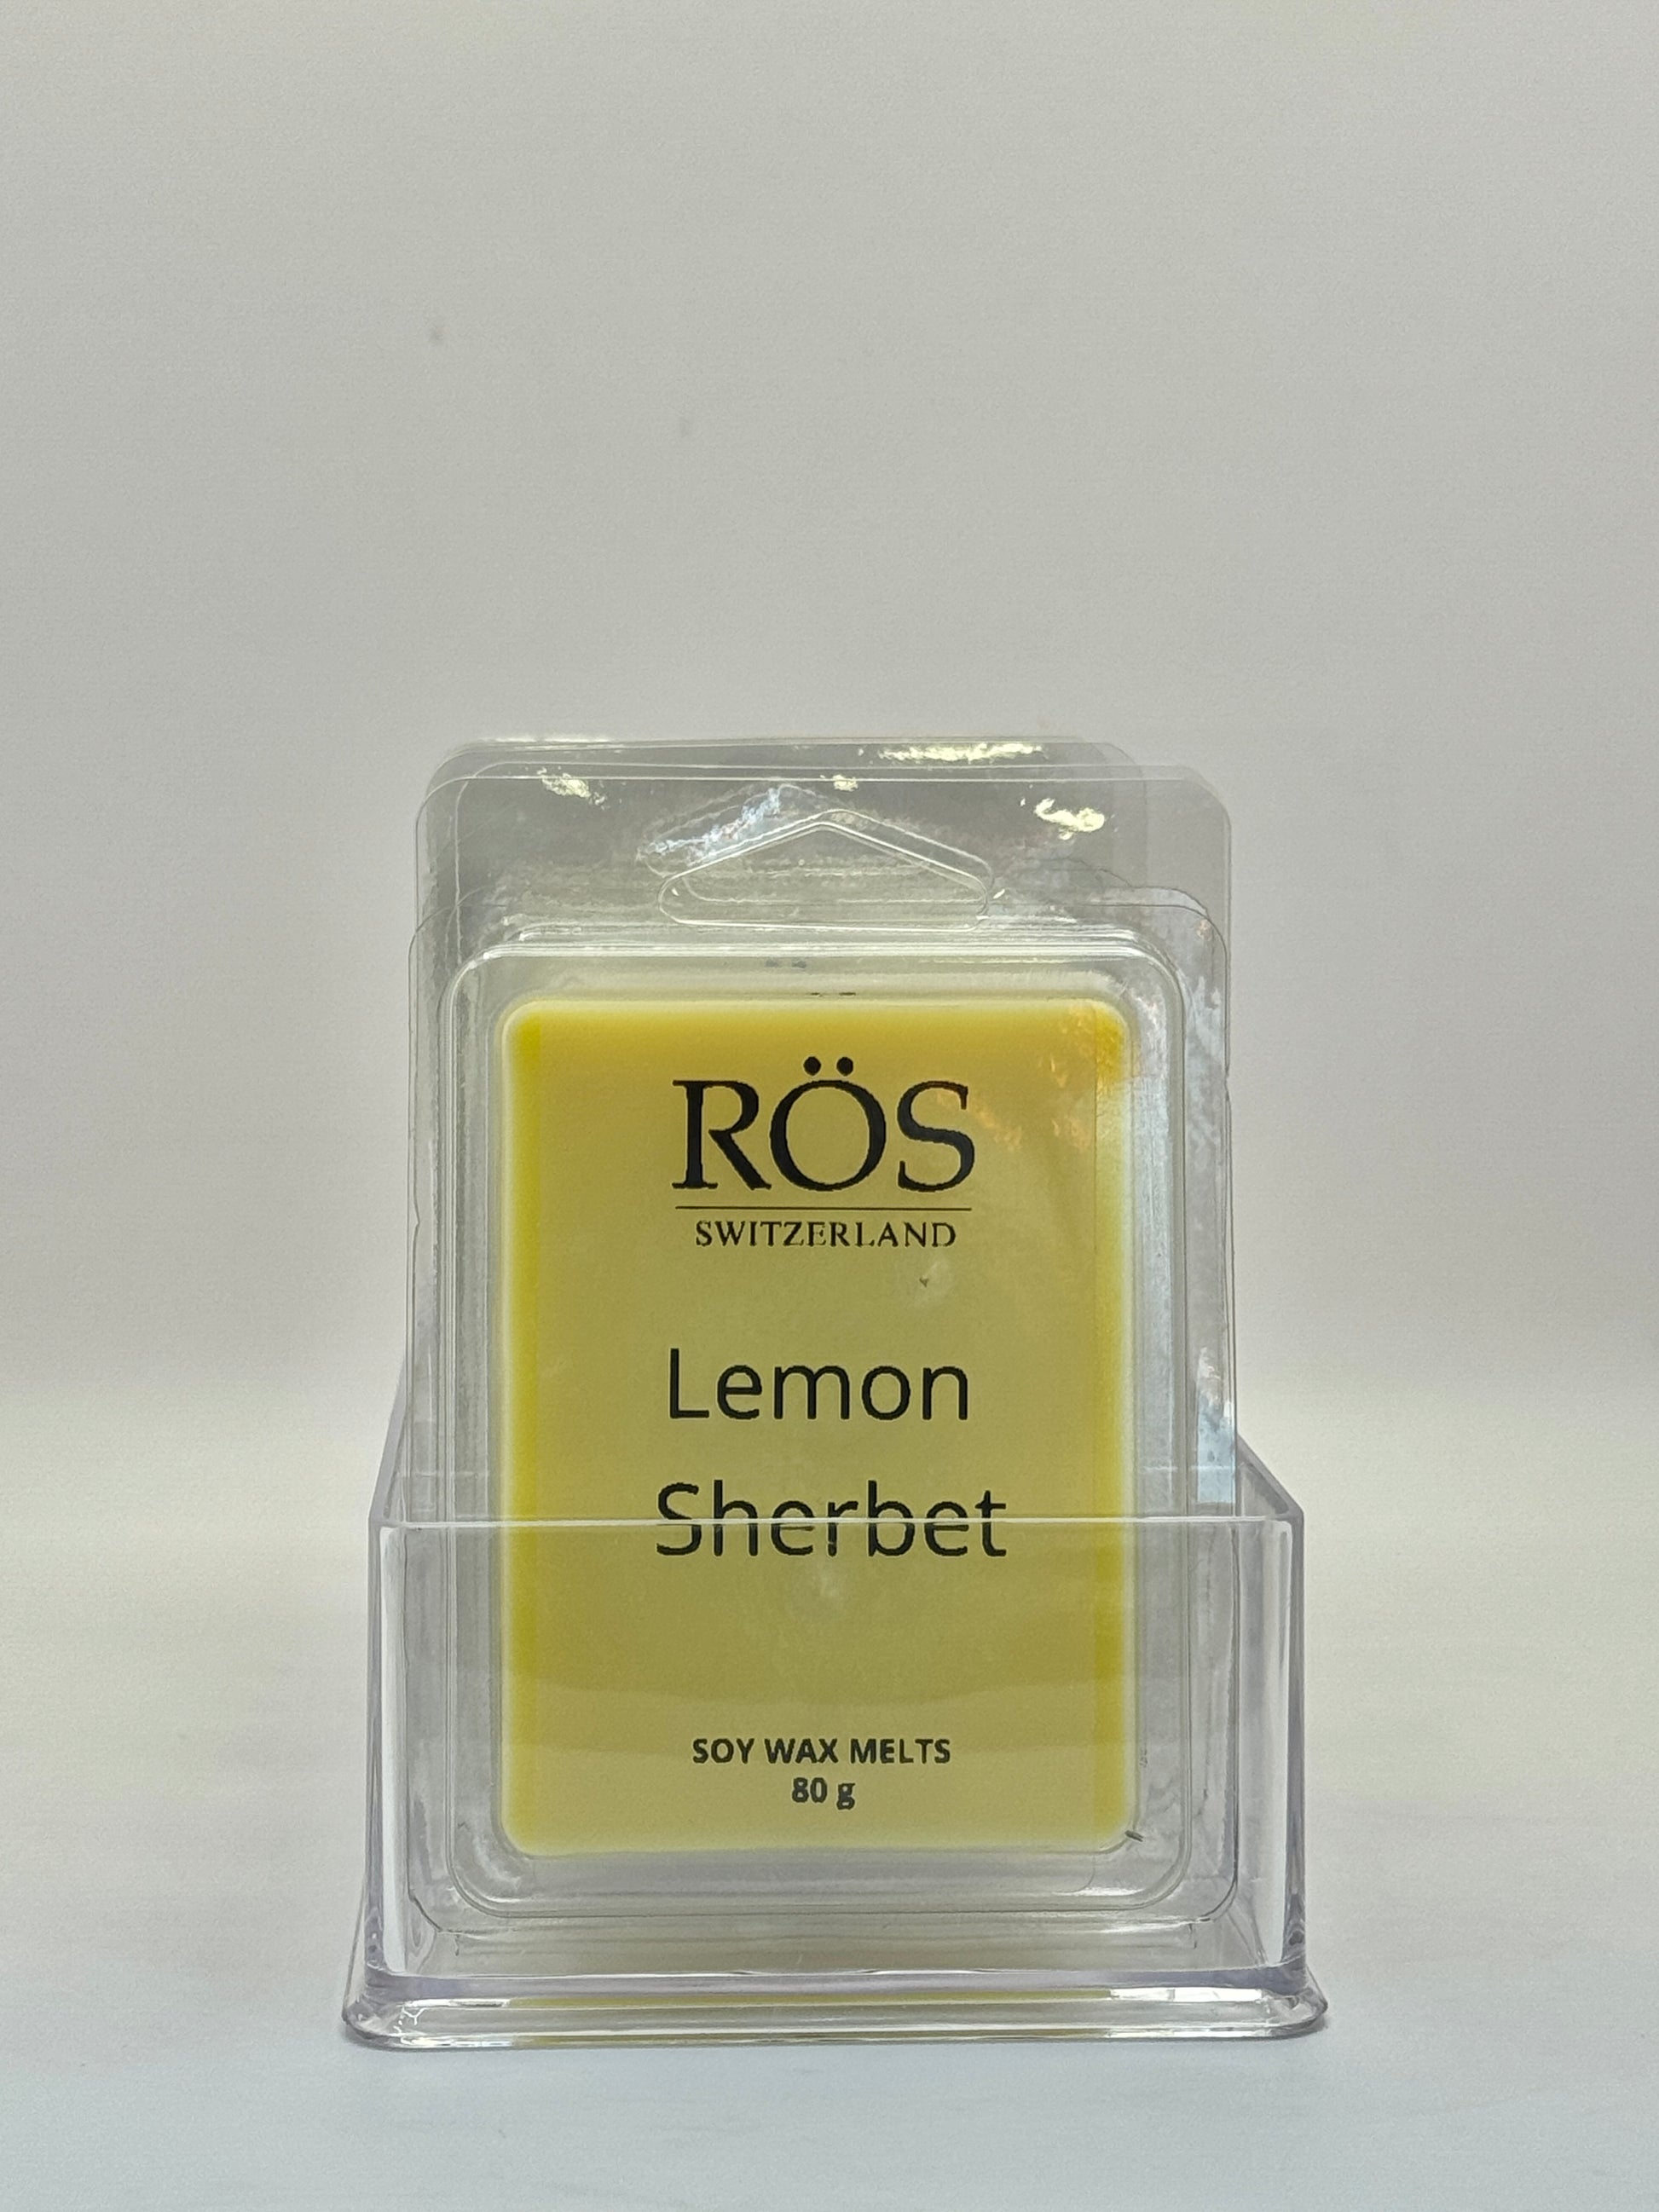 RÖS
SWITZERLAND
Lemon
Sherbet
SOY WAX MELTS
80 g